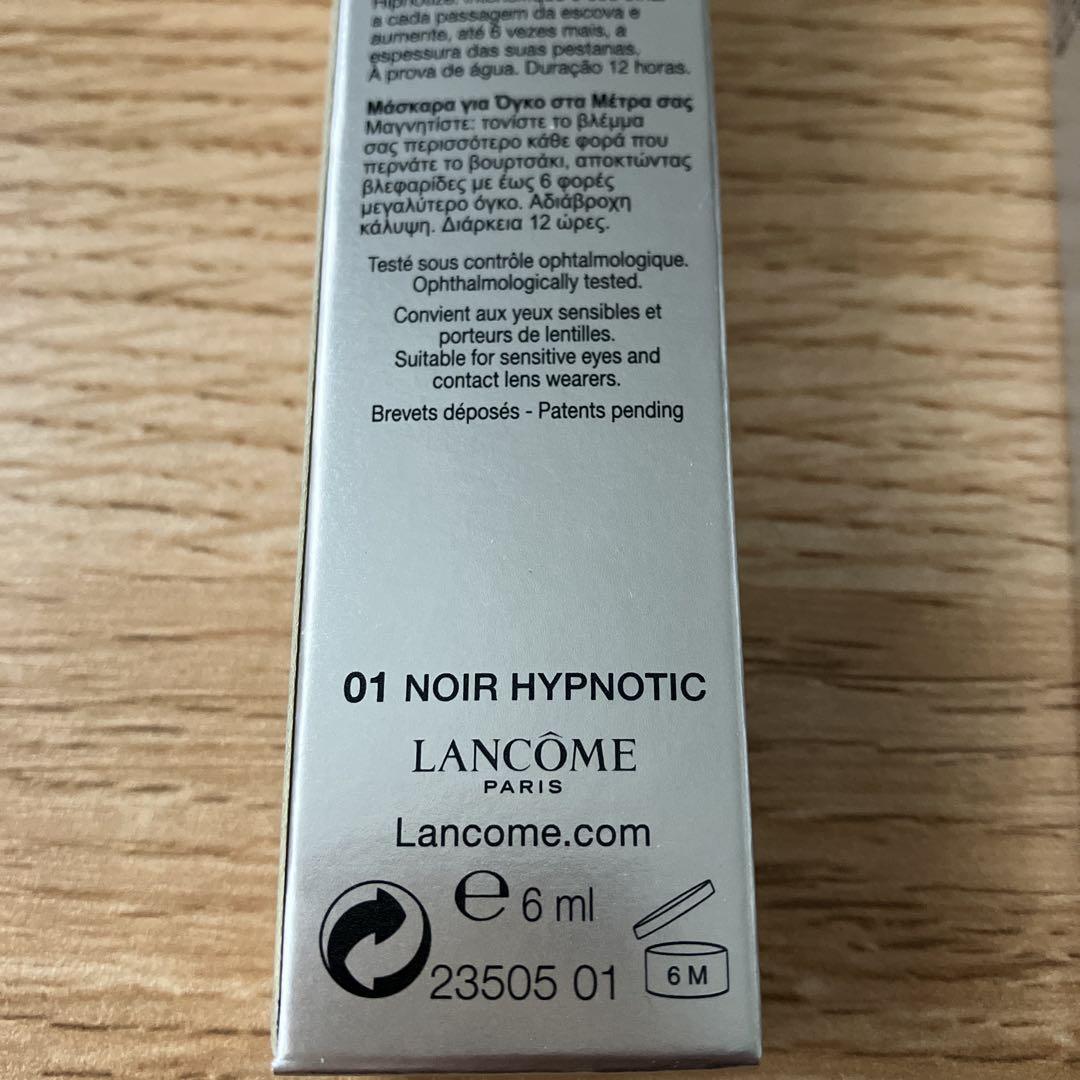 a cada passagem da escova e
aumente, até 6 vezes mais, a
espessura das suas pestanas.
À prova de água. Duração 12 horas.
Μάσκαρα για Όγκο στα Μέτρα σας
Μαγνητίστε: τονίστε το βλέμμα
σας περισσότερο κάθε φορά που
περνάτε το βουρτσάκι, αποκτώντας
βλεφαρίδες με έως 6 φορές
μεγαλύτερο όγκο. Αδιάβροχη
κάλυψη. Διάρκεια 12 ώρες.
Testé sous contrôle ophtalmologique.
Ophthalmologically tested.
Convient aux yeux sensibles et
porteurs de lentilles.
Suitable for sensitive eyes and
contact lens wearers.
Brevets déposés - Patents pending
01 NOIR HYPNOTIC
LANCÔME
PARIS
Lancome.com
e 6 ml
23505 01
6 M